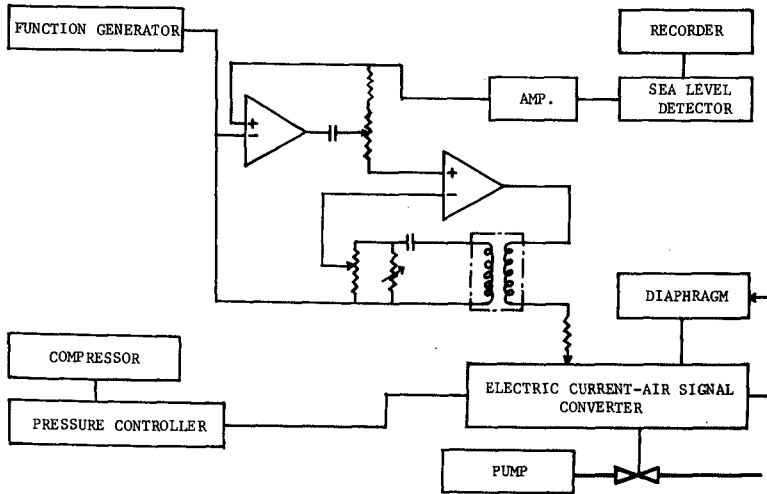 FUNCTION GENERATOR
RECORDER
AMP.
SEA LEVEL
DETECTOR
+
−
+
−
DIAPHRAGM
COMPRESSOR
PRESSURE CONTROLLER
ELECTRIC CURRENT-AIR SIGNAL
CONVERTER
PUMP